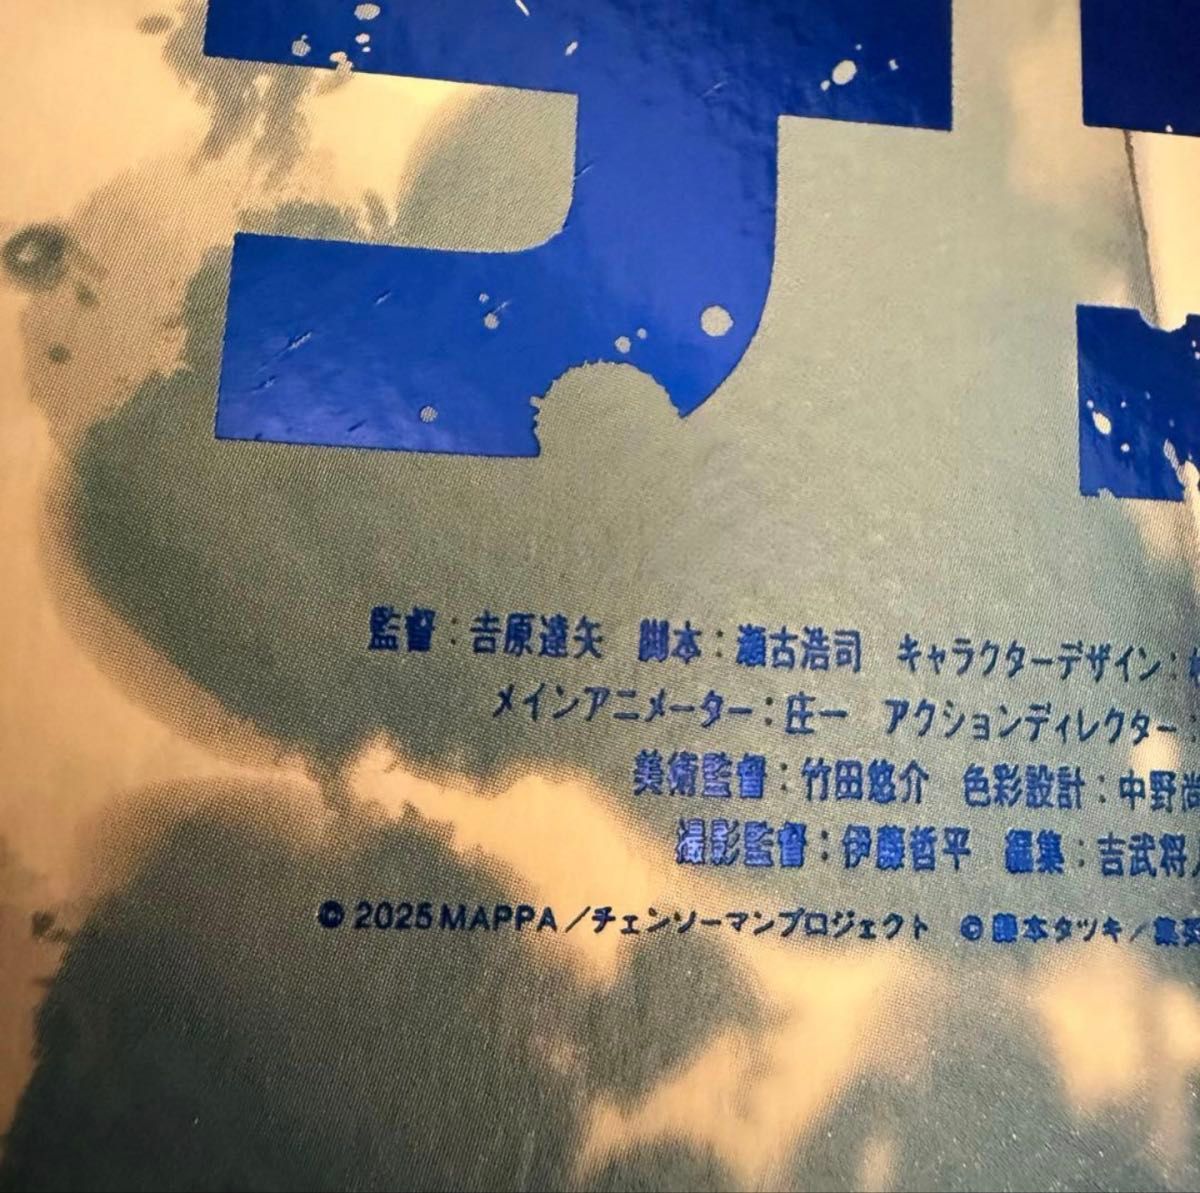 監督：吉原達矢　脚本：瀬古浩司　キャラクターデザイン：
メインアニメーター：庄一　アクションディレクター
美術監督：竹田悠介　色彩設計：中野尚
撮影監督：伊藤哲平　編集：吉武将
© 2025 MAPPA／チェンソーマンプロジェクト　© 藤本タツキ／集英